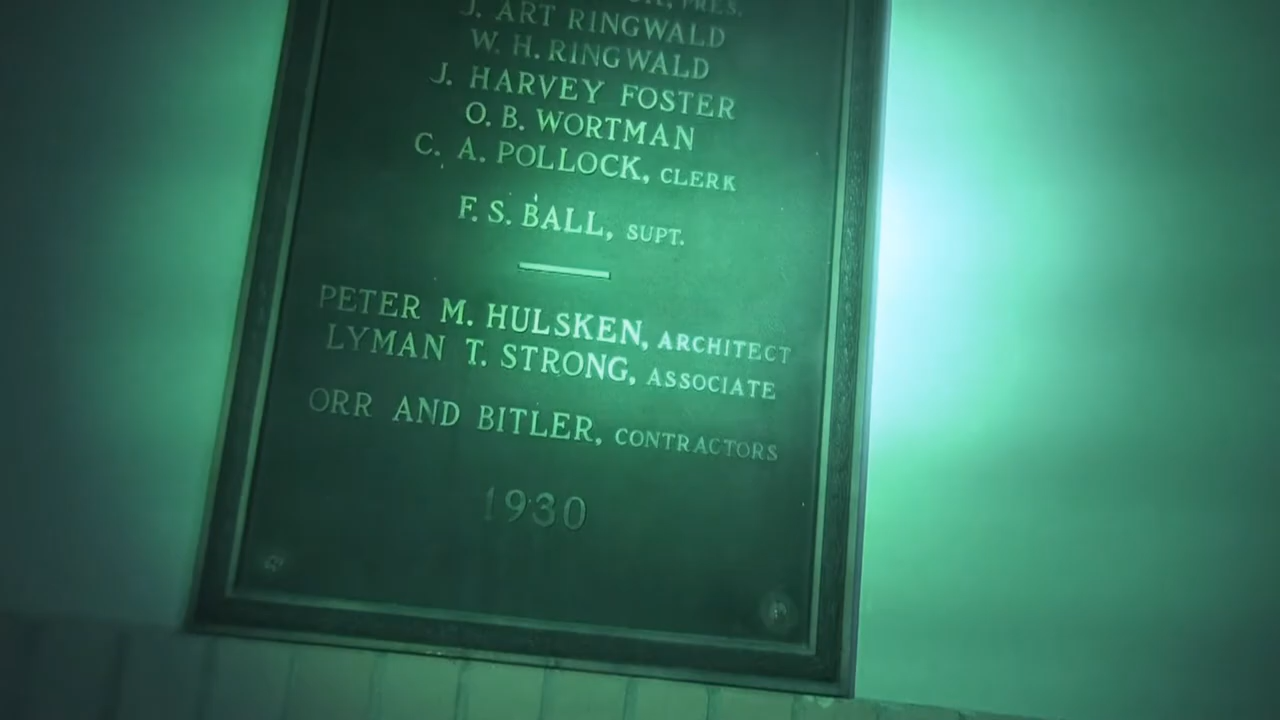 PRES.
J. ART RINGWALD
W. H. RINGWALD
J. HARVEY FOSTER
O. B. WORTMAN
C. A. POLLOCK, CLERK
F. S. BALL, SUPT.
PETER M. HULSKEN, ARCHITECT
LYMAN T. STRONG, ASSOCIATE
ORR AND BITLER, CONTRACTORS
1930